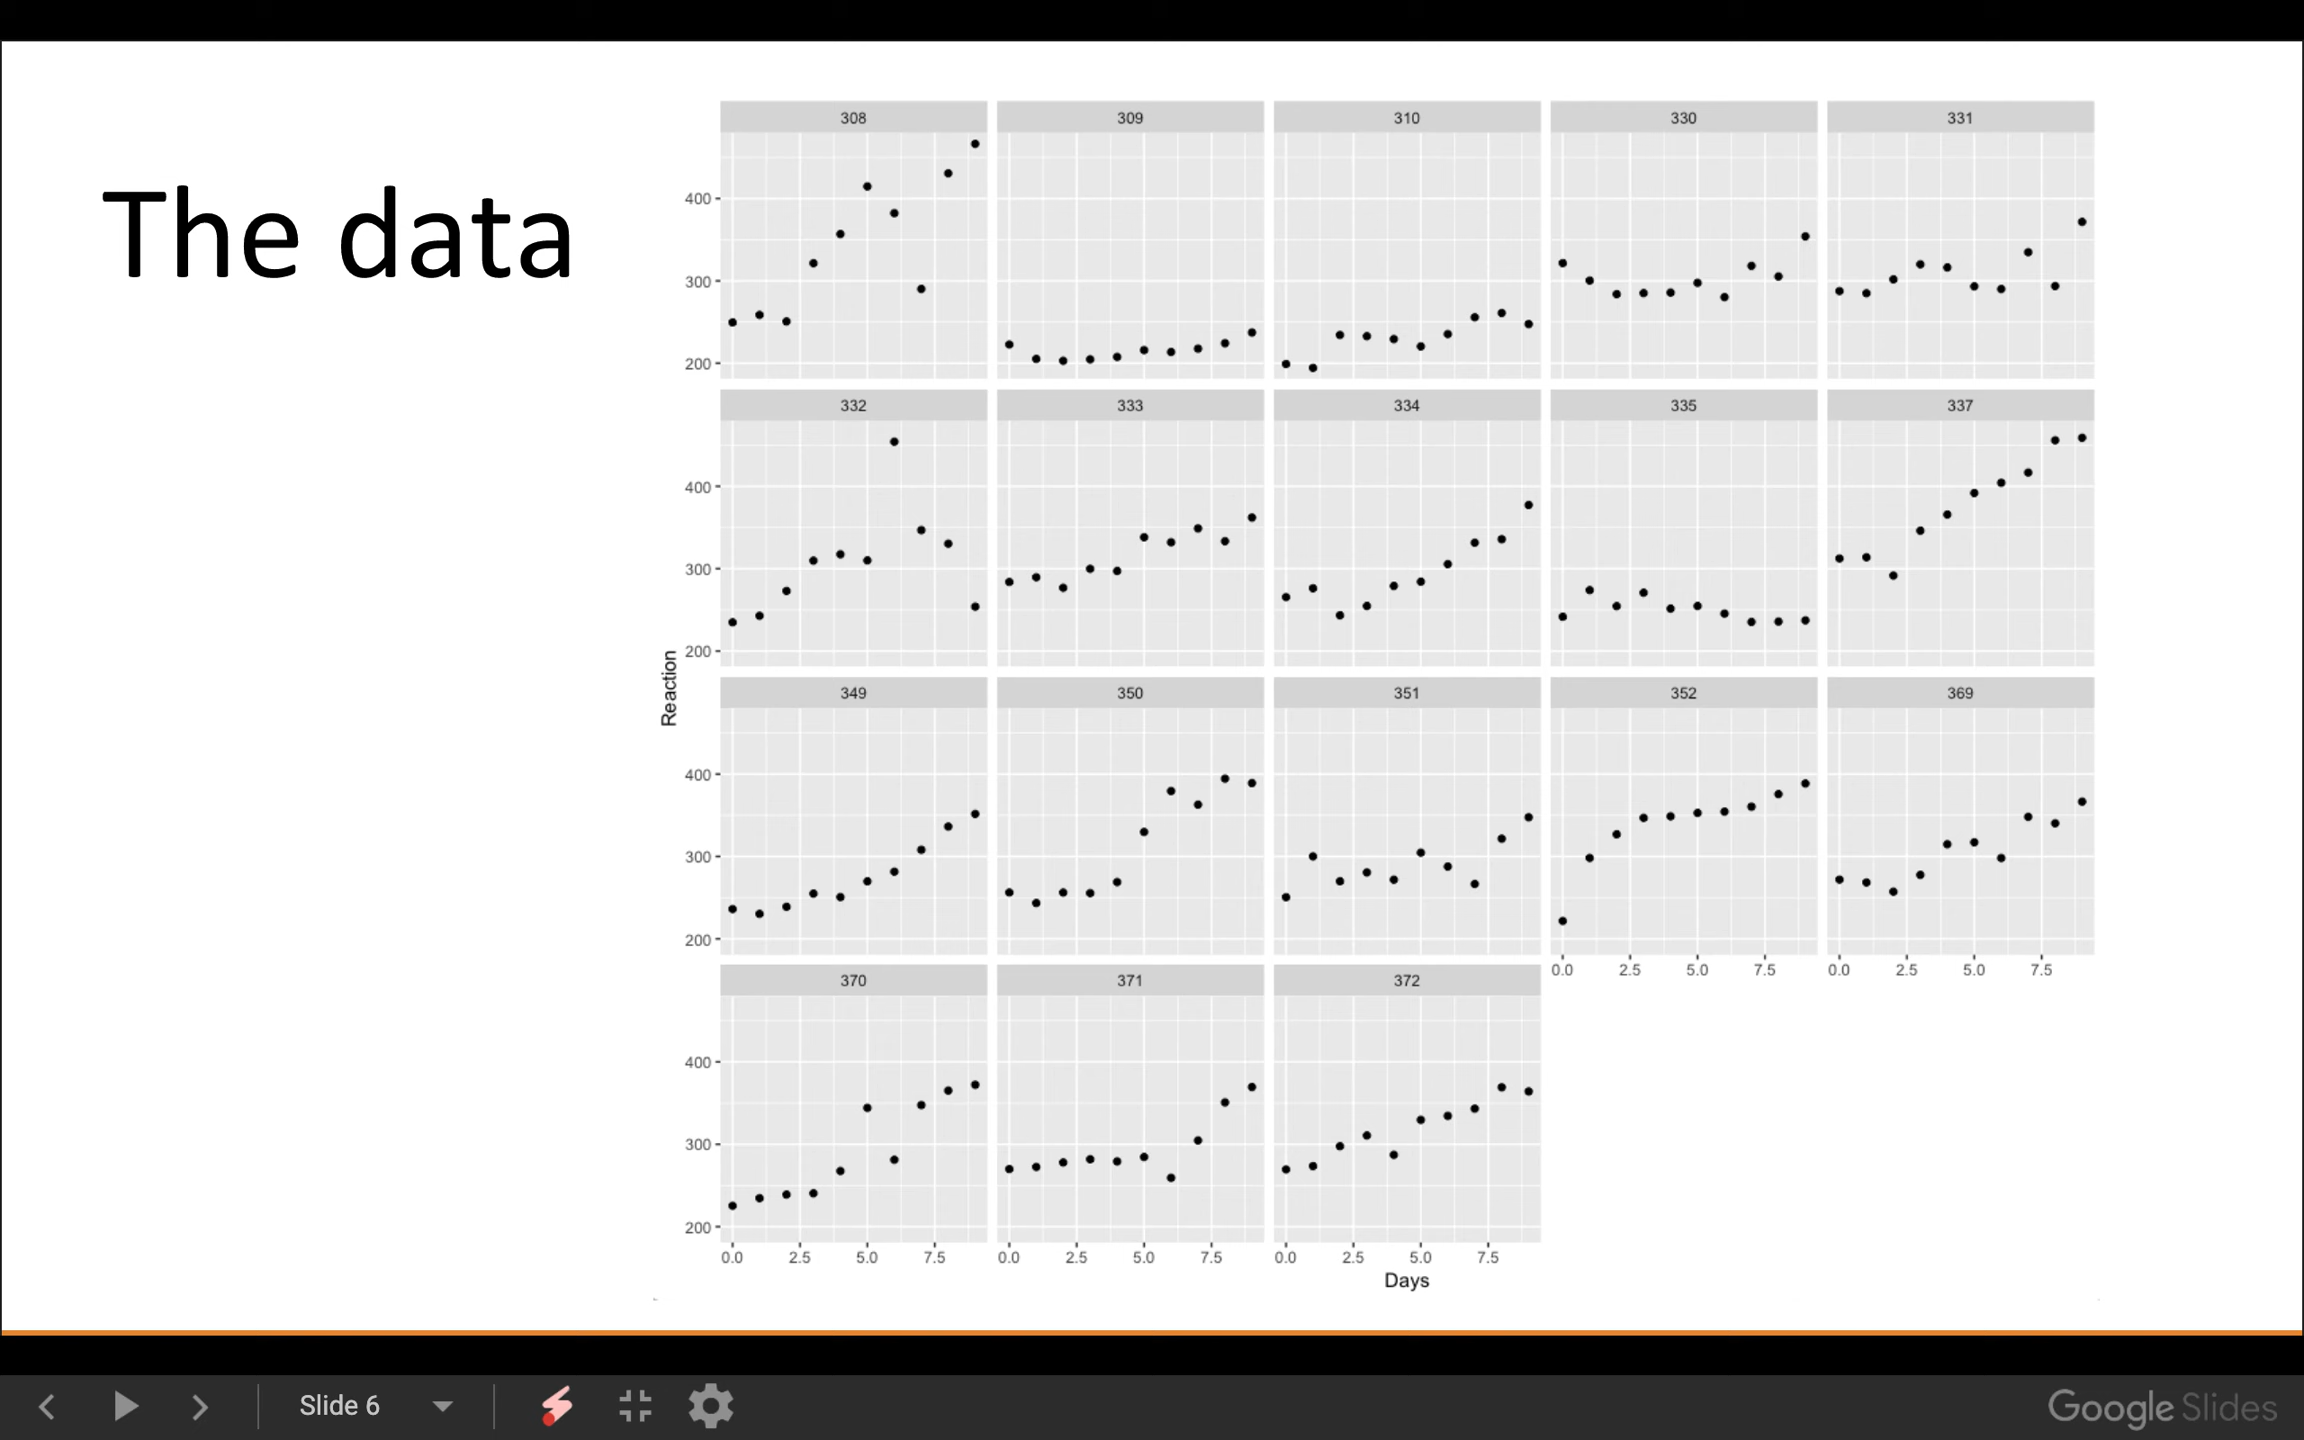 The data
308 309 310 330 331
400
300
200
332 333 334 335 337
400
300
200
Reaction
349 350 351 352 369
400
300
200
0.0 2.5 5.0 7.5 0.0 2.5 5.0 7.5
370 371 372
400
300
200
0.0 2.5 5.0 7.5 0.0 2.5 5.0 7.5 0.0 2.5 5.0 7.5
Days
Slide 6
Google Slides